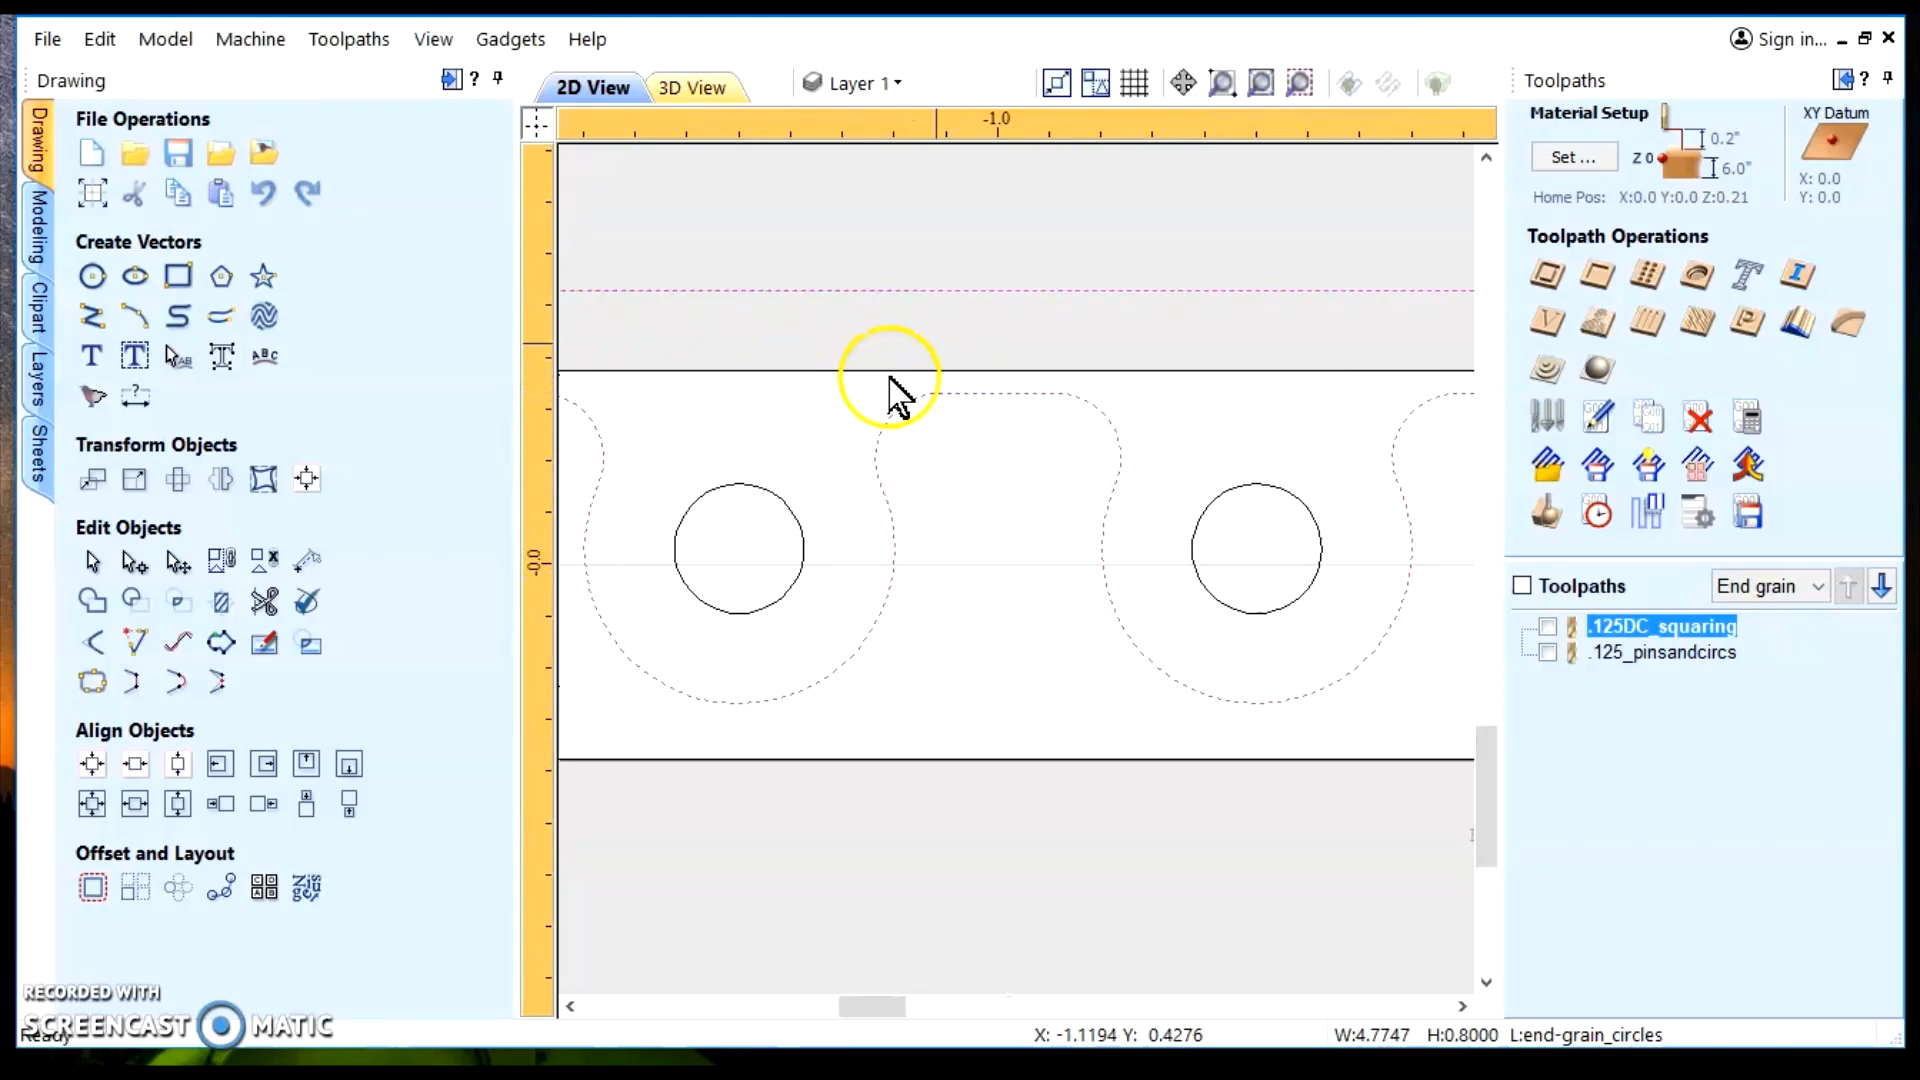 File Edit Model Machine Toolpaths View Gadgets Help Sign in...
Drawing ?
2D View 3D View Layer 1
Toolpaths ?
Drawing
Modeling
Clipart
Layers
Sheets
File Operations
Create Vectors
Transform Objects
Edit Objects
Align Objects
Offset and Layout
-1.0
-0.0
Material Setup
Set ...
Z 0
0.2"
6.0"
XY Datum
X: 0.0
Y: 0.0
Home Pos: X:0.0 Y:0.0 Z:0.21
Toolpath Operations
Toolpaths End grain
.125DC_squaring
.125_pinsandcircs
RECORDED WITH
SCREENCAST MATIC
Ready
X: -1.1194 Y: 0.4276 W:4.7747 H:0.8000 L:end-grain_circles